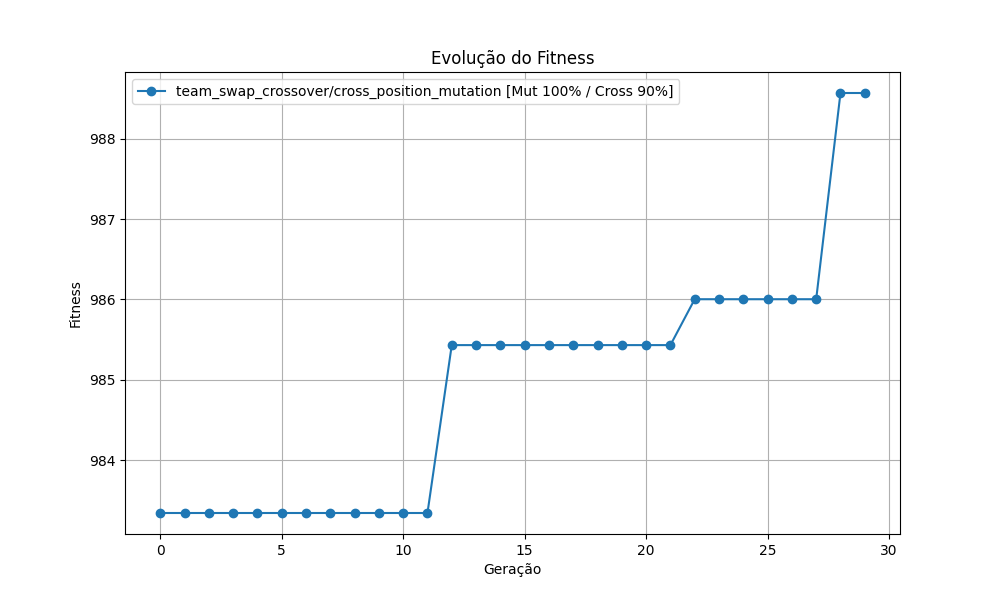 Evolução do Fitness
team_swap_crossover/cross_position_mutation [Mut 100% / Cross 90%]
988
987
986
985
984
Fitness
0 5 10 15 20 25 30
Geração